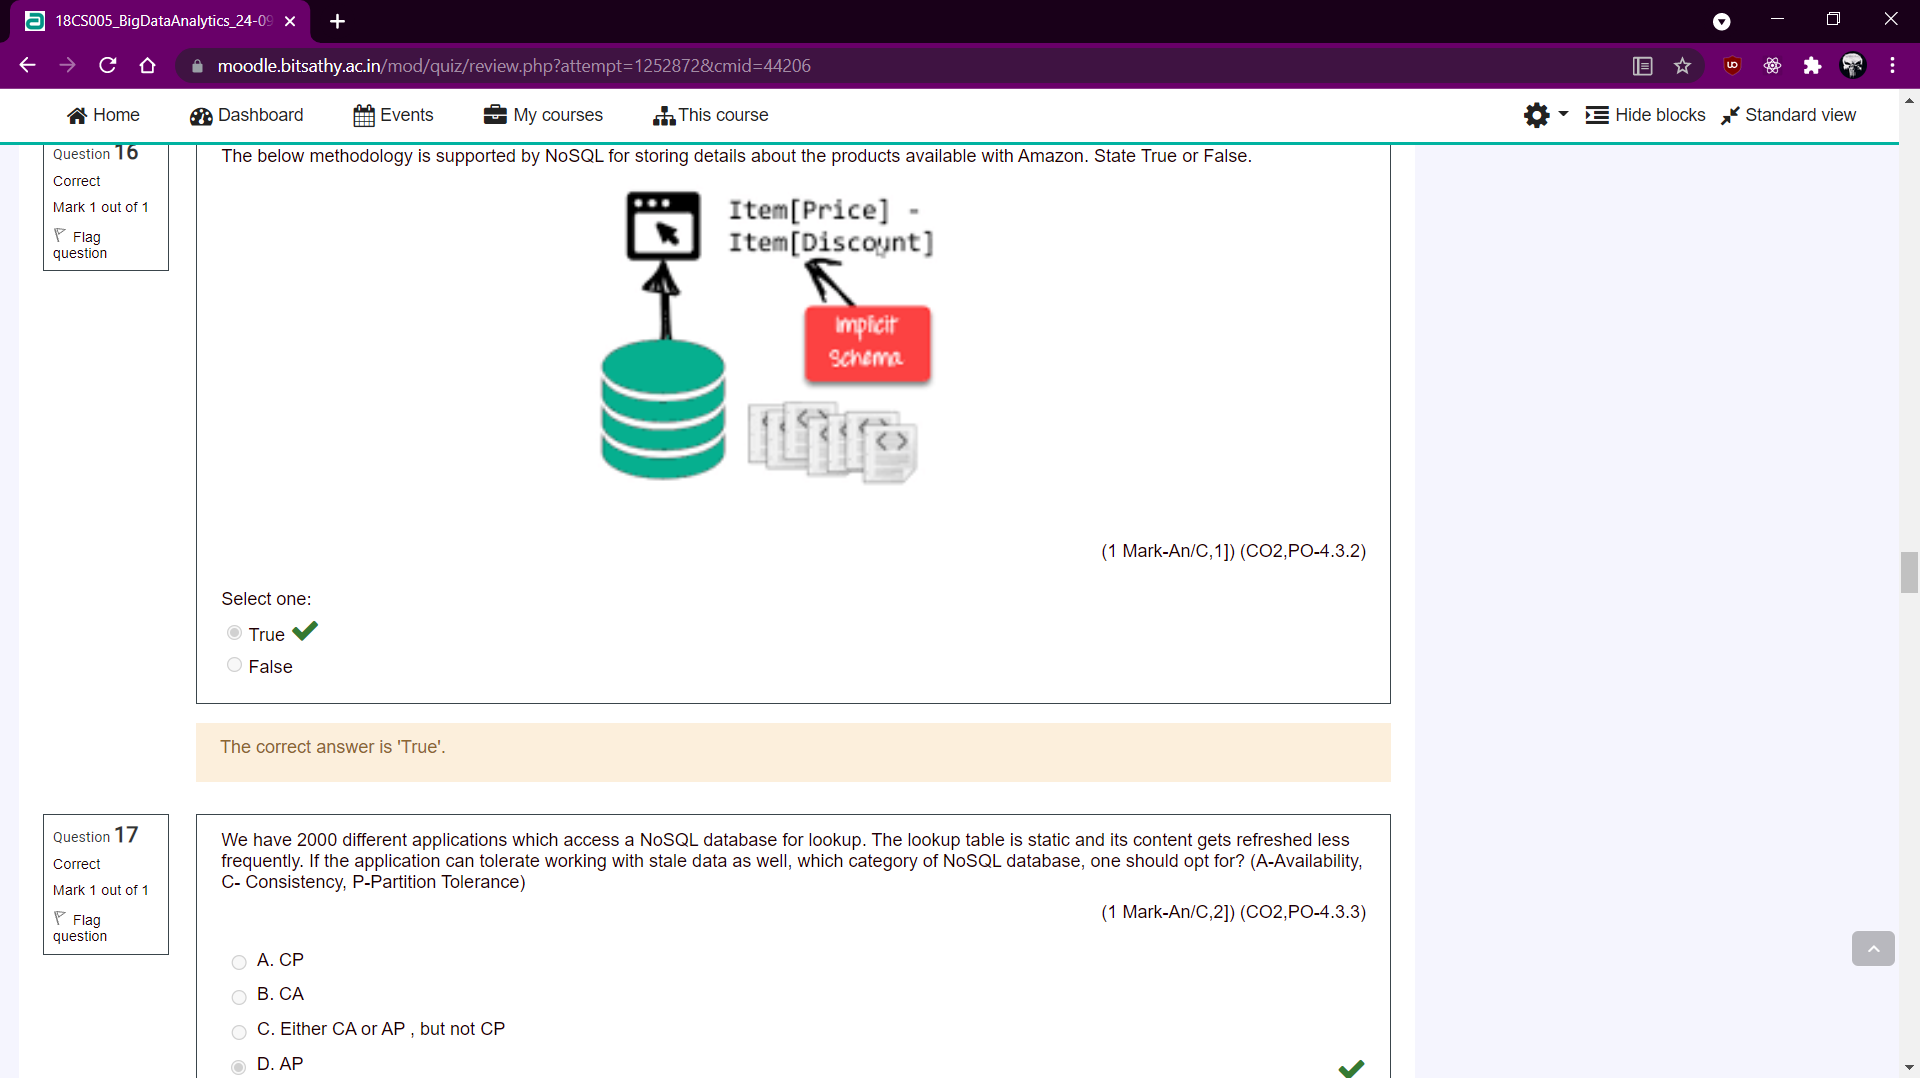 18CS005_BigDataAnalytics_24-09
moodle.bitsathy.ac.in/mod/quiz/review.php?attempt=1252872&cmid=44206
Home Dashboard Events My courses This course Hide blocks Standard view
Question 16
Correct
Mark 1 out of 1
Flag
question
The below methodology is supported by NoSQL for storing details about the products available with Amazon. State True or False.
Item[Price] -
Item[Discount]
Implicit
Schema
(1 Mark-An/C,1]) (CO2,PO-4.3.2)
Select one:
True
False
The correct answer is 'True'.
Question 17
Correct
Mark 1 out of 1
Flag
question
We have 2000 different applications which access a NoSQL database for lookup. The lookup table is static and its content gets refreshed less
frequently. If the application can tolerate working with stale data as well, which category of NoSQL database, one should opt for? (A-Availability,
C- Consistency, P-Partition Tolerance)
(1 Mark-An/C,2]) (CO2,PO-4.3.3)
A. CP
B. CA
C. Either CA or AP , but not CP
D. AP